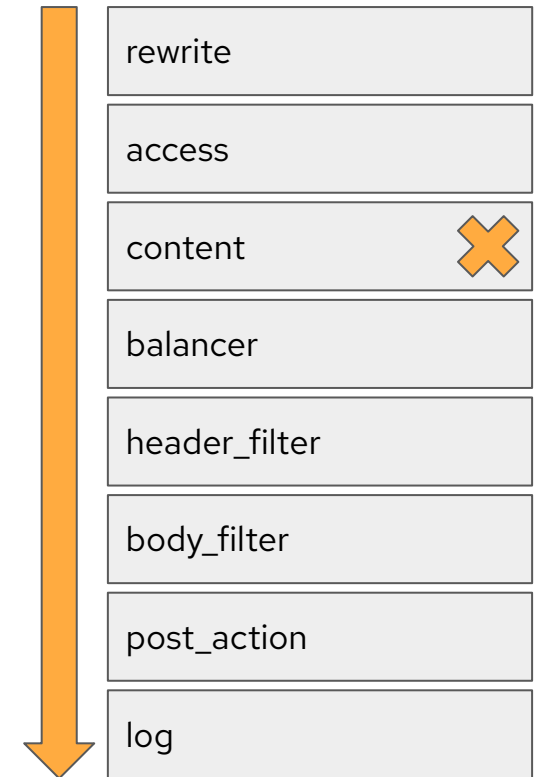 rewrite
access
content
balancer
header_filter
body_filter
post_action
log